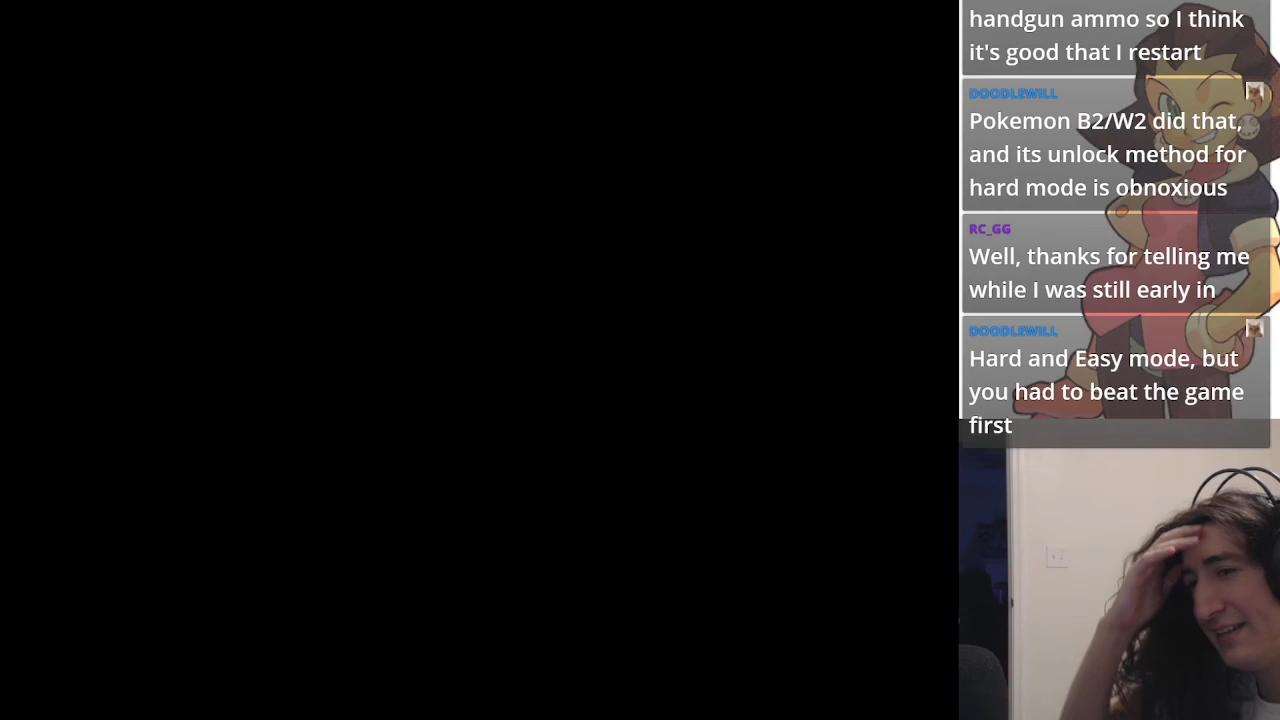 handgun ammo so I think
it's good that I restart
DOODLEWILL
Pokemon B2/W2 did that,
and its unlock method for
hard mode is obnoxious
RC_GG
Well, thanks for telling me
while I was still early in
DOODLEWILL
Hard and Easy mode, but
you had to beat the game
first